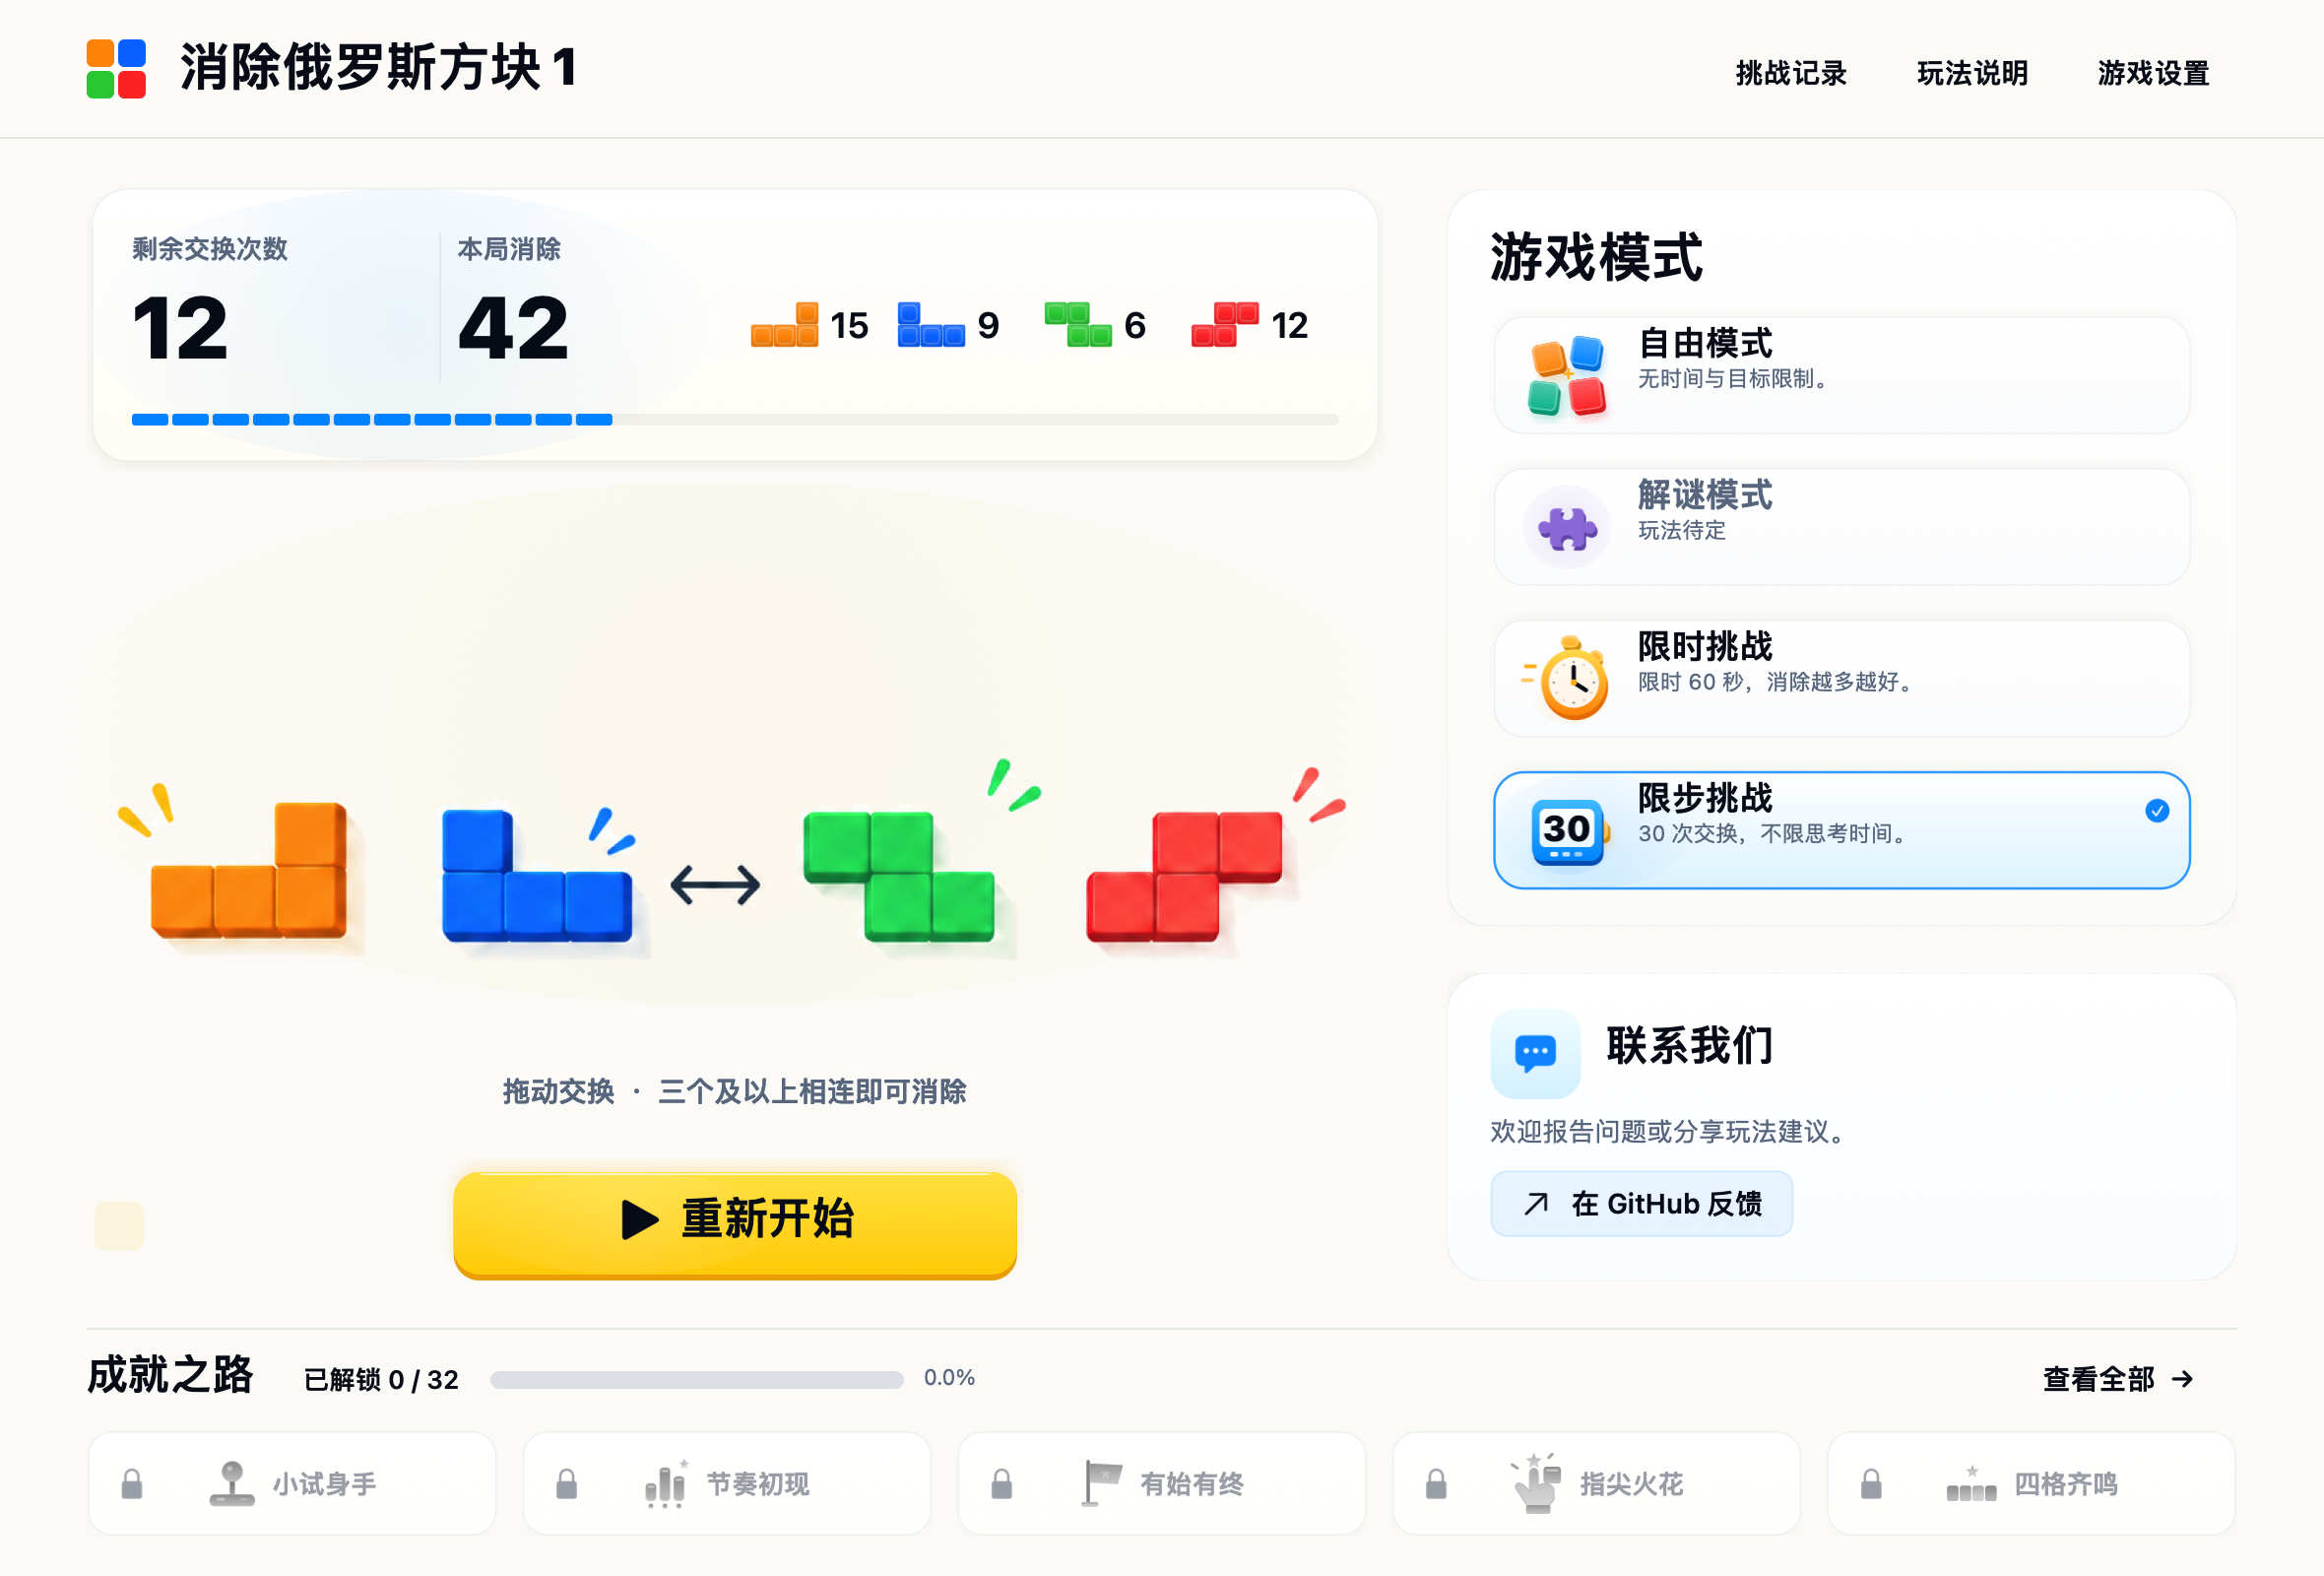 消除俄罗斯方块 1
挑战记录
玩法说明
游戏设置
剩余交换次数
12
本局消除
42
15
9
6
12
拖动交换 · 三个及以上相连即可消除
重新开始
游戏模式
自由模式
无时间与目标限制。
解谜模式
玩法待定
限时挑战
限时 60 秒，消除越多越好。
30
限步挑战
30 次交换，不限思考时间。
联系我们
欢迎报告问题或分享玩法建议。
在 GitHub 反馈
成就之路
已解锁 0 / 32
0.0%
查看全部 →
小试身手
节奏初现
有始有终
指尖火花
四格齐鸣